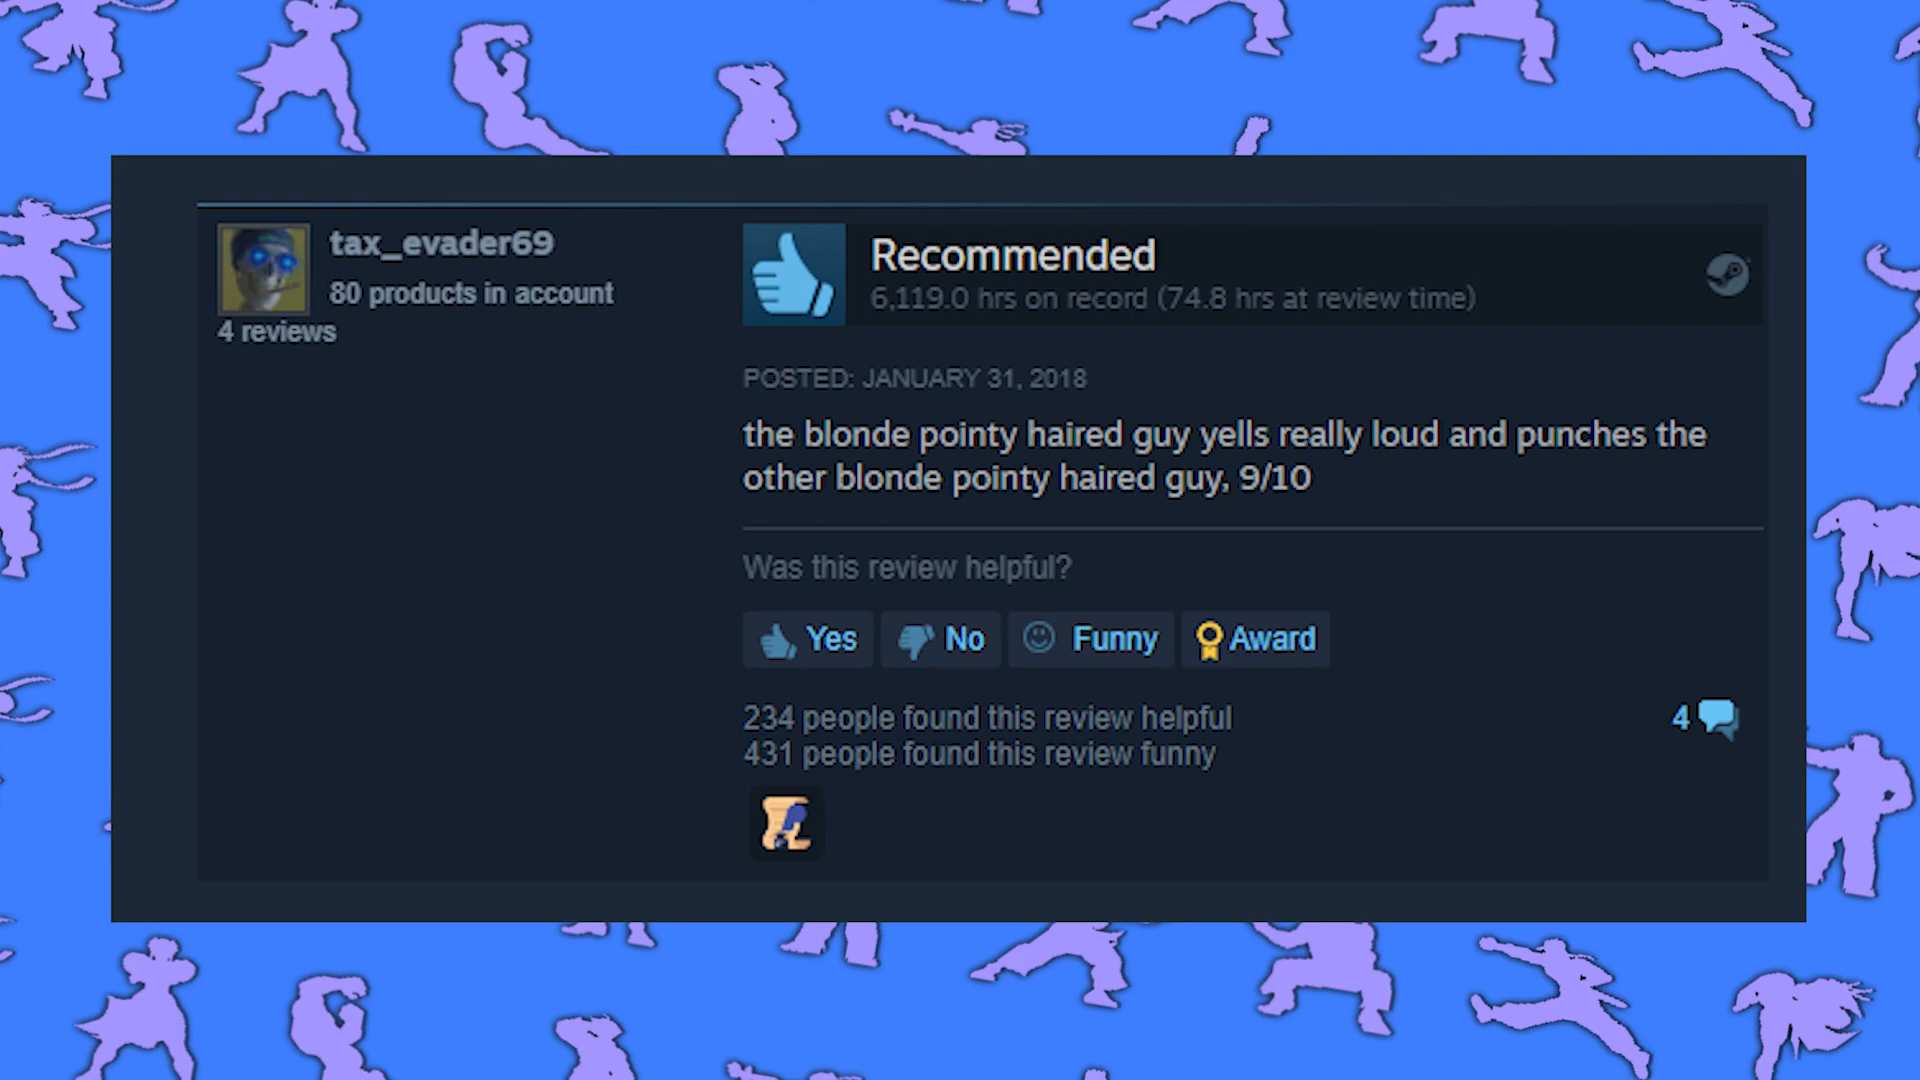 tax_evader69
80 products in account
4 reviews
Recommended
6,119.0 hrs on record (74.8 hrs at review time)
POSTED: JANUARY 31, 2018
the blonde pointy haired guy yells really loud and punches the
other blonde pointy haired guy, 9/10
Was this review helpful?
Yes No Funny Award
234 people found this review helpful
4
431 people found this review funny